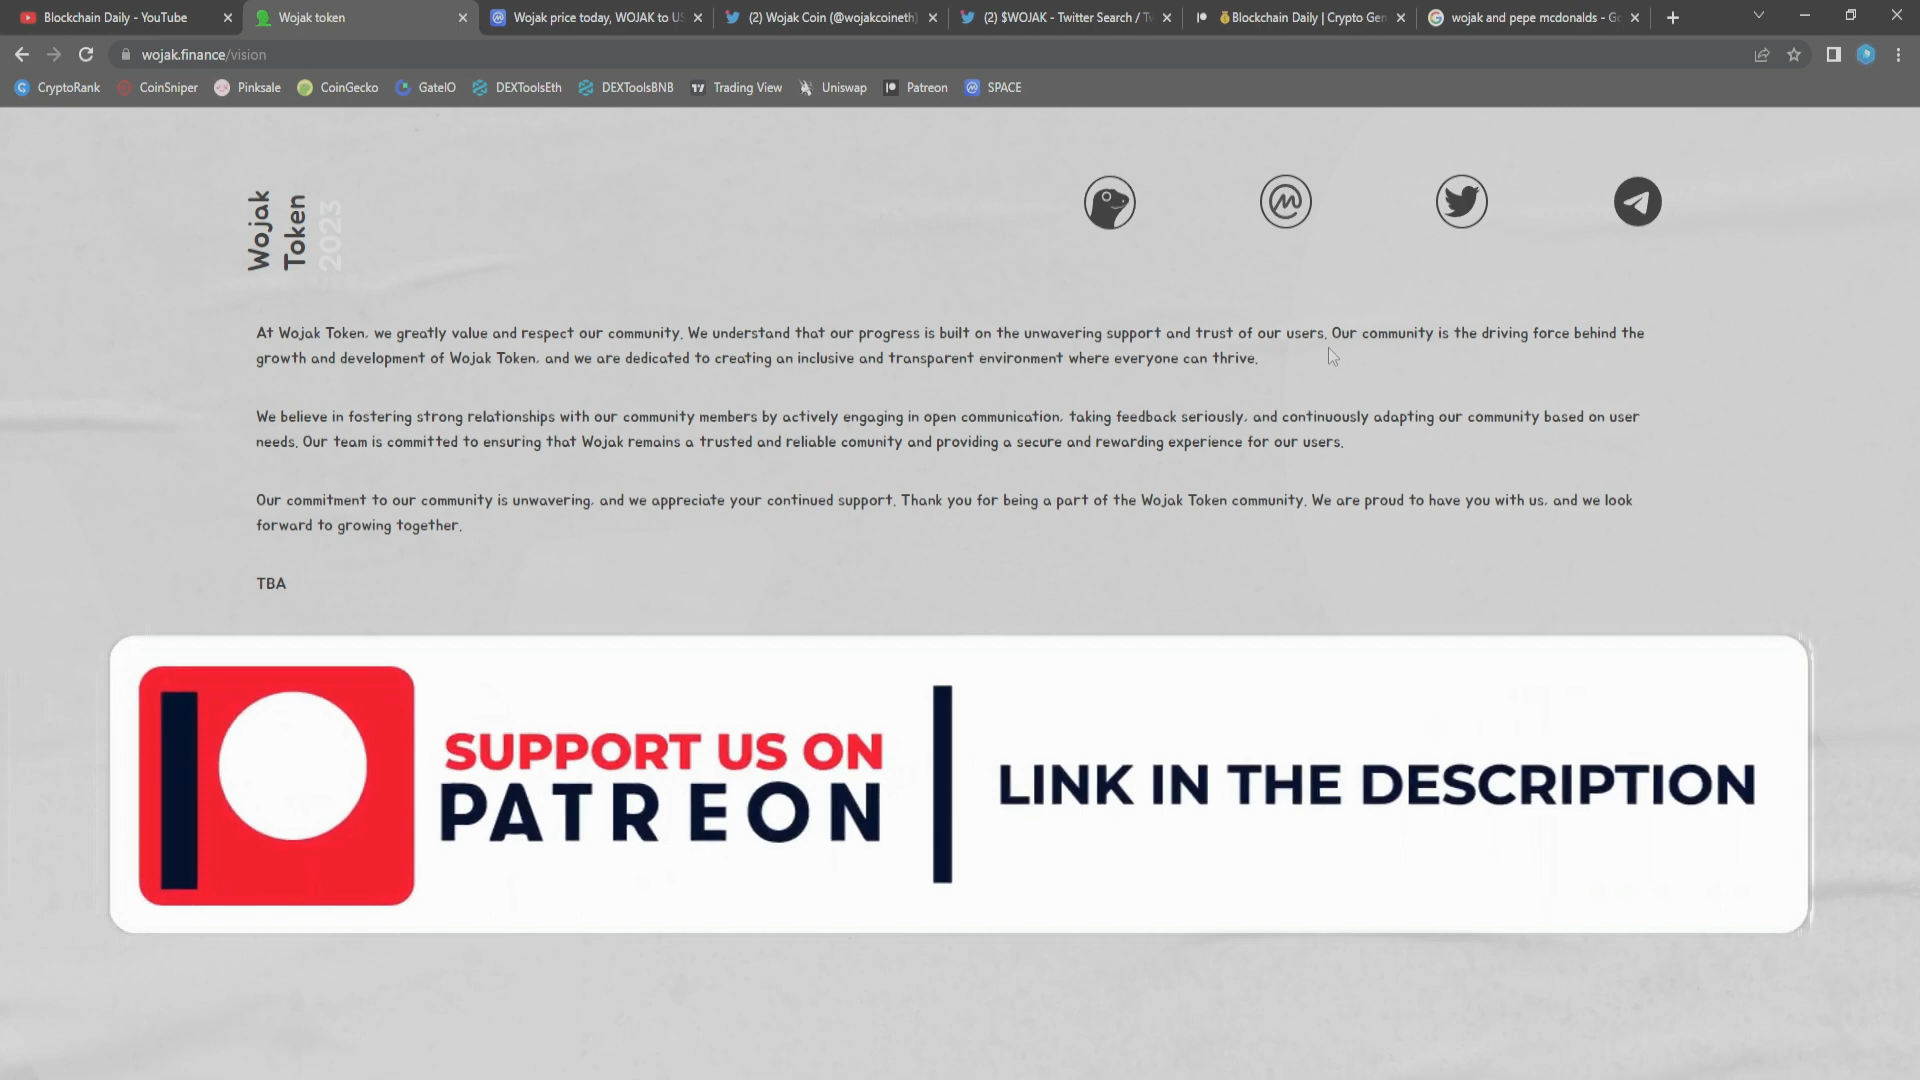 Blockchain Daily - YouTube
Wojak token
Wojak price today, WOJAK to US
(2) Wojak Coin (@wojakcoineth)
(2) $WOJAK - Twitter Search / Tw
Blockchain Daily | Crypto Gen
wojak and pepe mcdonalds - Go
wojak.finance/vision
CryptoRank
CoinSniper
Pinksale
CoinGecko
GateIO
DEXToolsEth
DEXToolsBNB
Trading View
Uniswap
Patreon
SPACE
Wojak
Token
2023
At Wojak Token, we greatly value and respect our community. We understand that our progress is built on the unwavering support and trust of our users. Our community is the driving force behind the
growth and development of Wojak Token, and we are dedicated to creating an inclusive and transparent environment where everyone can thrive.
We believe in fostering strong relationships with our community members by actively engaging in open communication, taking feedback seriously, and continuously adapting our community based on user
needs. Our team is committed to ensuring that Wojak remains a trusted and reliable comunity and providing a secure and rewarding experience for our users.
Our commitment to our community is unwavering, and we appreciate your continued support. Thank you for being a part of the Wojak Token community. We are proud to have you with us, and we look
forward to growing together.
TBA
SUPPORT US ON
PATREON
LINK IN THE DESCRIPTION